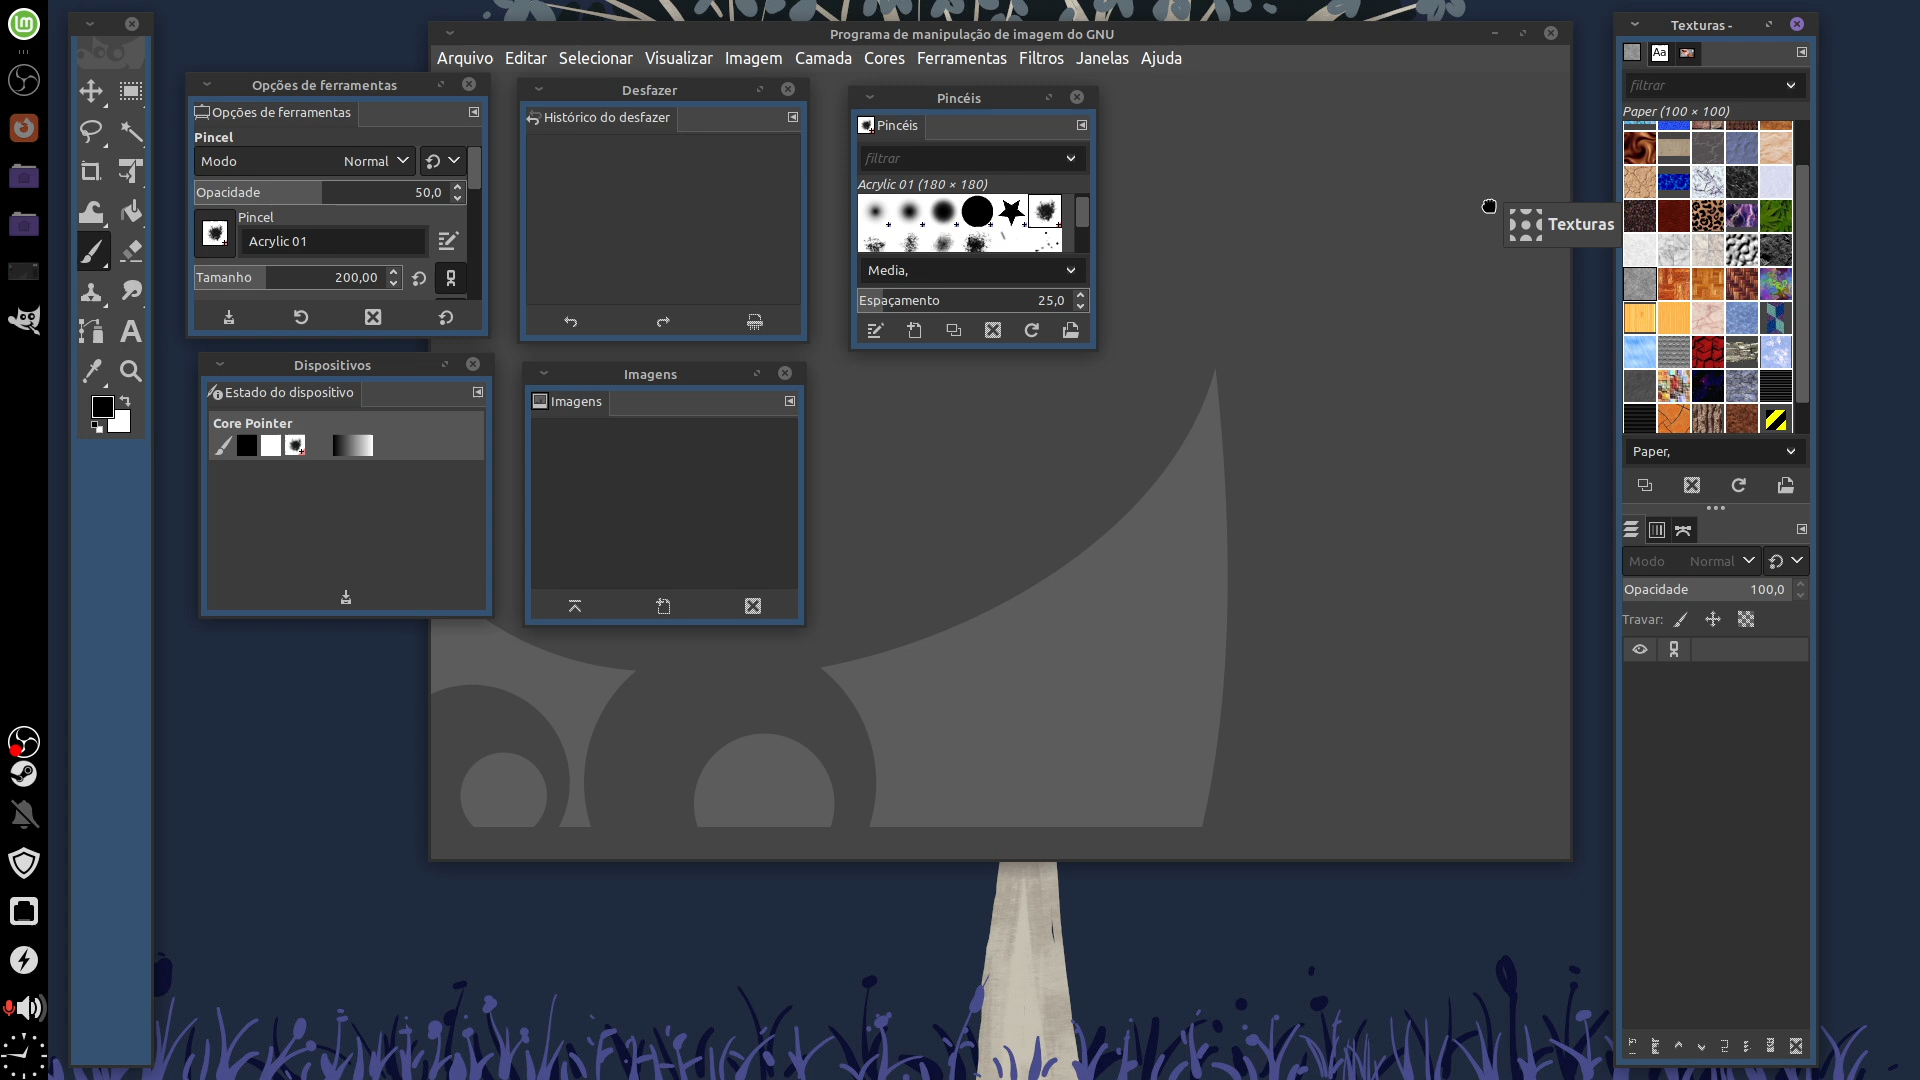 Programa de manipulação de imagem do GNU
Arquivo Editar Selecionar Visualizar Imagem Camada Cores Ferramentas Filtros Janelas Ajuda
Opções de ferramentas
Opções de ferramentas
Pincel
Modo Normal
Opacidade 50,0
Pincel
Acrylic 01
Tamanho 200,00
Desfazer
Histórico do desfazer
Pincéis
Pincéis
filtrar
Acrylic 01 (180 × 180)
Media,
Espaçamento 25,0
Dispositivos
Estado do dispositivo
Core Pointer
Imagens
Imagens
Texturas
Texturas -
Aa
filtrar
Paper (100 × 100)
Paper,
Modo Normal
Opacidade 100,0
Travar:
A
lm